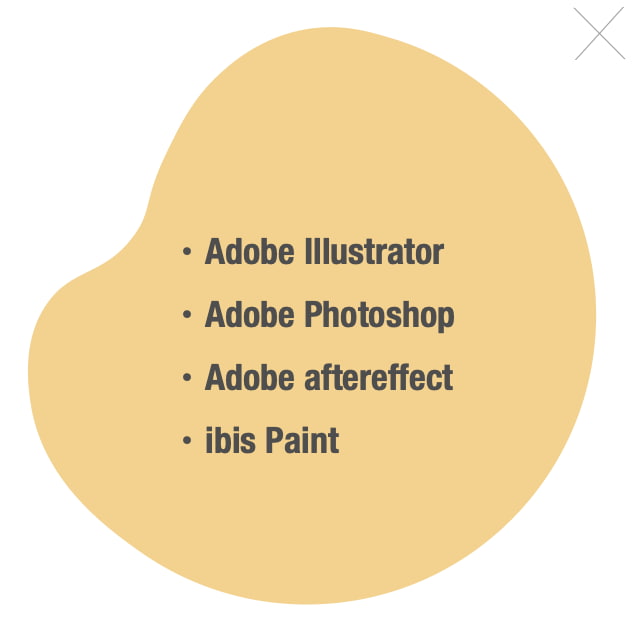 ・Adobe Illustrator
・Adobe Photoshop
・Adobe aftereffect
・ibis Paint